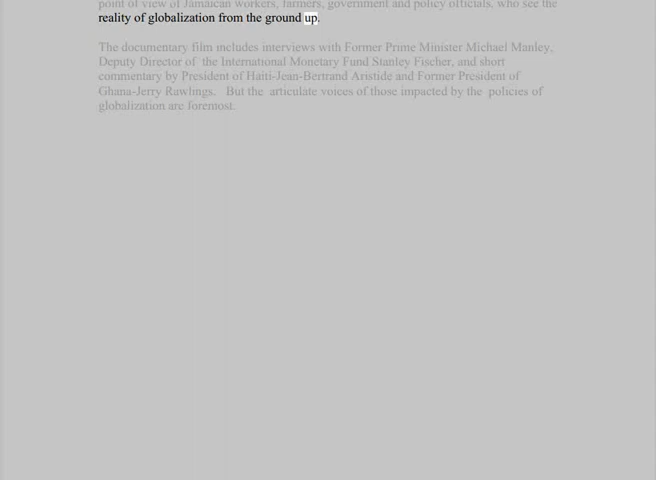 point of view of Jamaican workers, farmers, government and policy officials, who see the
reality of globalization from the ground up.
The documentary film includes interviews with Former Prime Minister Michael Manley,
Deputy Director of the International Monetary Fund Stanley Fischer, and short
commentary by President of Haiti-Jean-Bertrand Aristide and Former President of
Ghana-Jerry Rawlings. But the articulate voices of those impacted by the policies of
globalization are foremost.